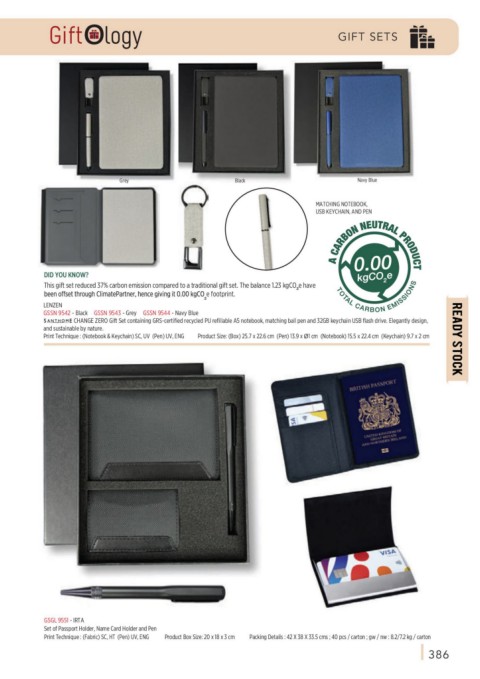 GiftOlogy
GIFT SETS
Grey
Black
Navy Blue
MATCHING NOTEBOOK,
USB KEYCHAIN, AND PEN
A CARBON NEUTRAL PRODUCT
0.00
kgCO2e
TOTAL CARBON EMISSIONS
DID YOU KNOW?
This gift set reduced 37% carbon emission compared to a traditional gift set. The balance 1.23 kgCO2e have
been offset through ClimatePartner, hence giving it 0.00 kgCO2e footprint.
LENZEN
GSSN 9542 - Black GSSN 9543 - Grey GSSN 9544 - Navy Blue
CHANGE ZERO Gift Set containing GRS-certified recycled PU refillable A5 notebook, matching ball pen and 32GB keychain USB flash drive. Elegantly design,
and sustainable by nature.
Print Technique : (Notebook & Keychain) SC, UV (Pen) UV, ENG Product Size: (Box) 25.7 x 22.6 cm (Pen) 13.9 x Ø1 cm (Notebook) 15.5 x 22.4 cm (Keychain) 9.7 x 2 cm
READY STOCK
BRITISH PASSPORT
VISA
GSGL 9551 - IRTA
Set of Passport Holder, Name Card Holder and Pen
Print Technique : (Fabric) SC, HT (Pen) UV, ENG Product Box Size: 20 x 18 x 3 cm Packing Details : 42 X 38 X 33.5 cms ; 40 pcs / carton ; gw / nw : 8.2/7.2 kg / carton
386